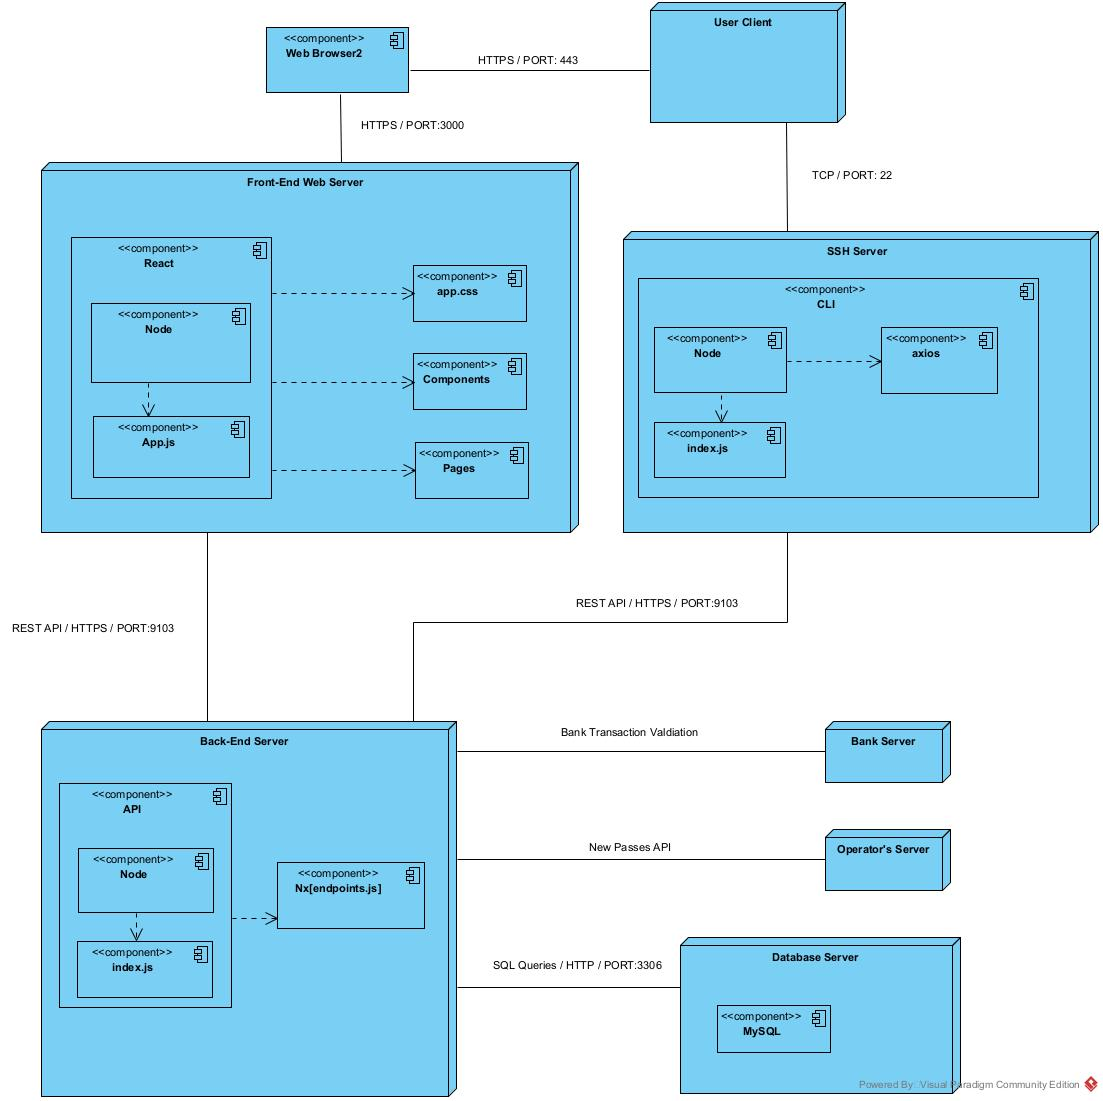 <<component>>
Web Browser2
HTTPS / PORT: 443
User Client
HTTPS / PORT:3000
TCP / PORT: 22
Front-End Web Server
<<component>>
React
<<component>>
Node
<<component>>
App.js
<<component>>
app.css
<<component>>
Components
<<component>>
Pages
SSH Server
<<component>>
CLI
<<component>>
Node
<<component>>
axios
<<component>>
index.js
REST API / HTTPS / PORT:9103
REST API / HTTPS / PORT:9103
Back-End Server
<<component>>
API
<<component>>
Node
<<component>>
index.js
<<component>>
Nx[endpoints.js]
Bank Transaction Valdiation
Bank Server
New Passes API
Operator's Server
SQL Queries / HTTP / PORT:3306
Database Server
<<component>>
MySQL
Powered By Visual Paradigm Community Edition